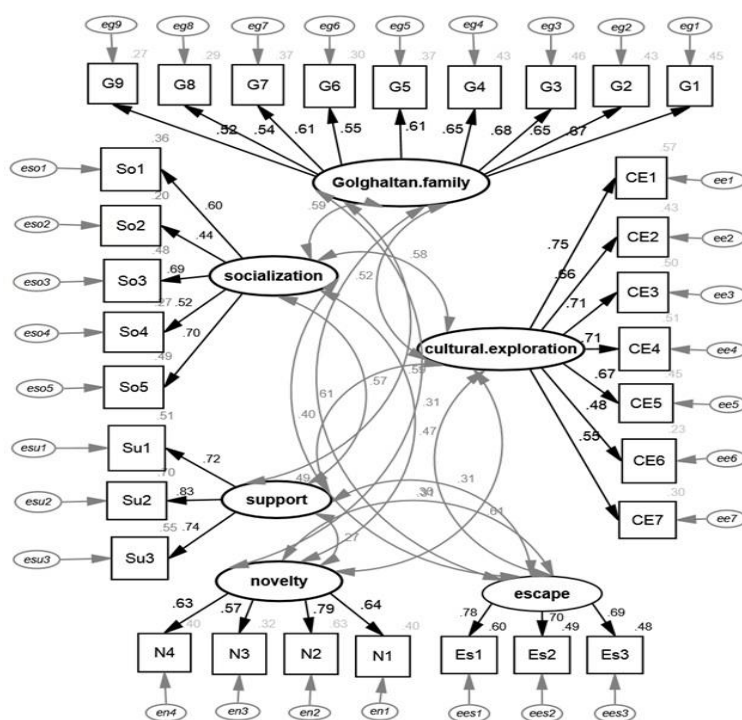 eg9 eg8 eg7 eg6 eg5 eg4 eg3 eg2 eg1
.27 .29 .37 .30 .37 .43 .46 .43 .45
G9 G8 G7 G6 G5 G4 G3 G2 G1
.52 .54 .61 .55 .61 .65 .68 .65 .67
Golghaltan.family
eso1 So1 .36
.60
eso2 So2 .20
.44
eso3 So3 .48
.69
eso4 So4 .27
.52
eso5 So5 .49
.70
socialization
.59
.58
.52
CE1 .57 ee1
.75
CE2 .43 ee2
.66
CE3 .50 ee3
.71
CE4 .51 ee4
.71
CE5 .45 ee5
.67
CE6 .23 ee6
.48
CE7 .30 ee7
.55
cultural.exploration
.57
.59
.61
.40
.31
.47
.49
.31
.31
.61
.27
esu1 Su1 .51
.72
esu2 Su2 .70
.83
esu3 Su3 .55
.74
support
novelty
.63 .57 .79 .64
.40 .32 .63 .40
N4 N3 N2 N1
en4 en3 en2 en1
escape
.78 .70 .69
.60 .49 .48
Es1 Es2 Es3
ees1 ees2 ees3